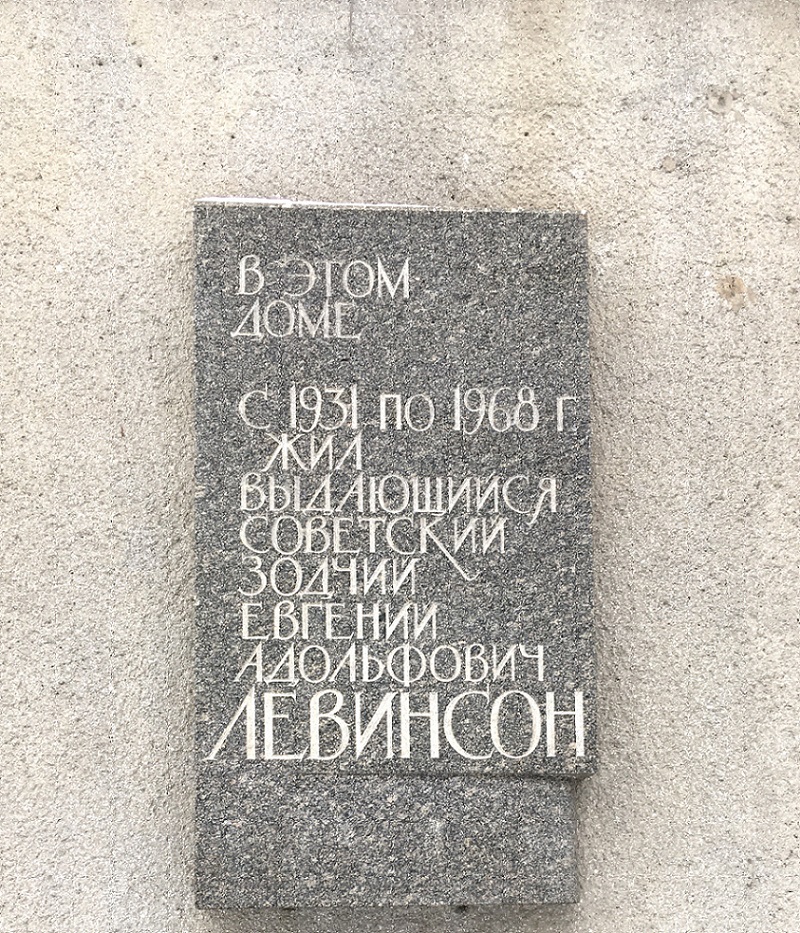 В ЭТОМ
ДОМЕ
С 1931 ПО 1968 Г.
ЖИЛ
ВЫДАЮЩИЙСЯ
СОВЕТСКИЙ
ЗОДЧИЙ
ЕВГЕНИЙ
АДОЛЬФОВИЧ
ЛЕВИНСОН